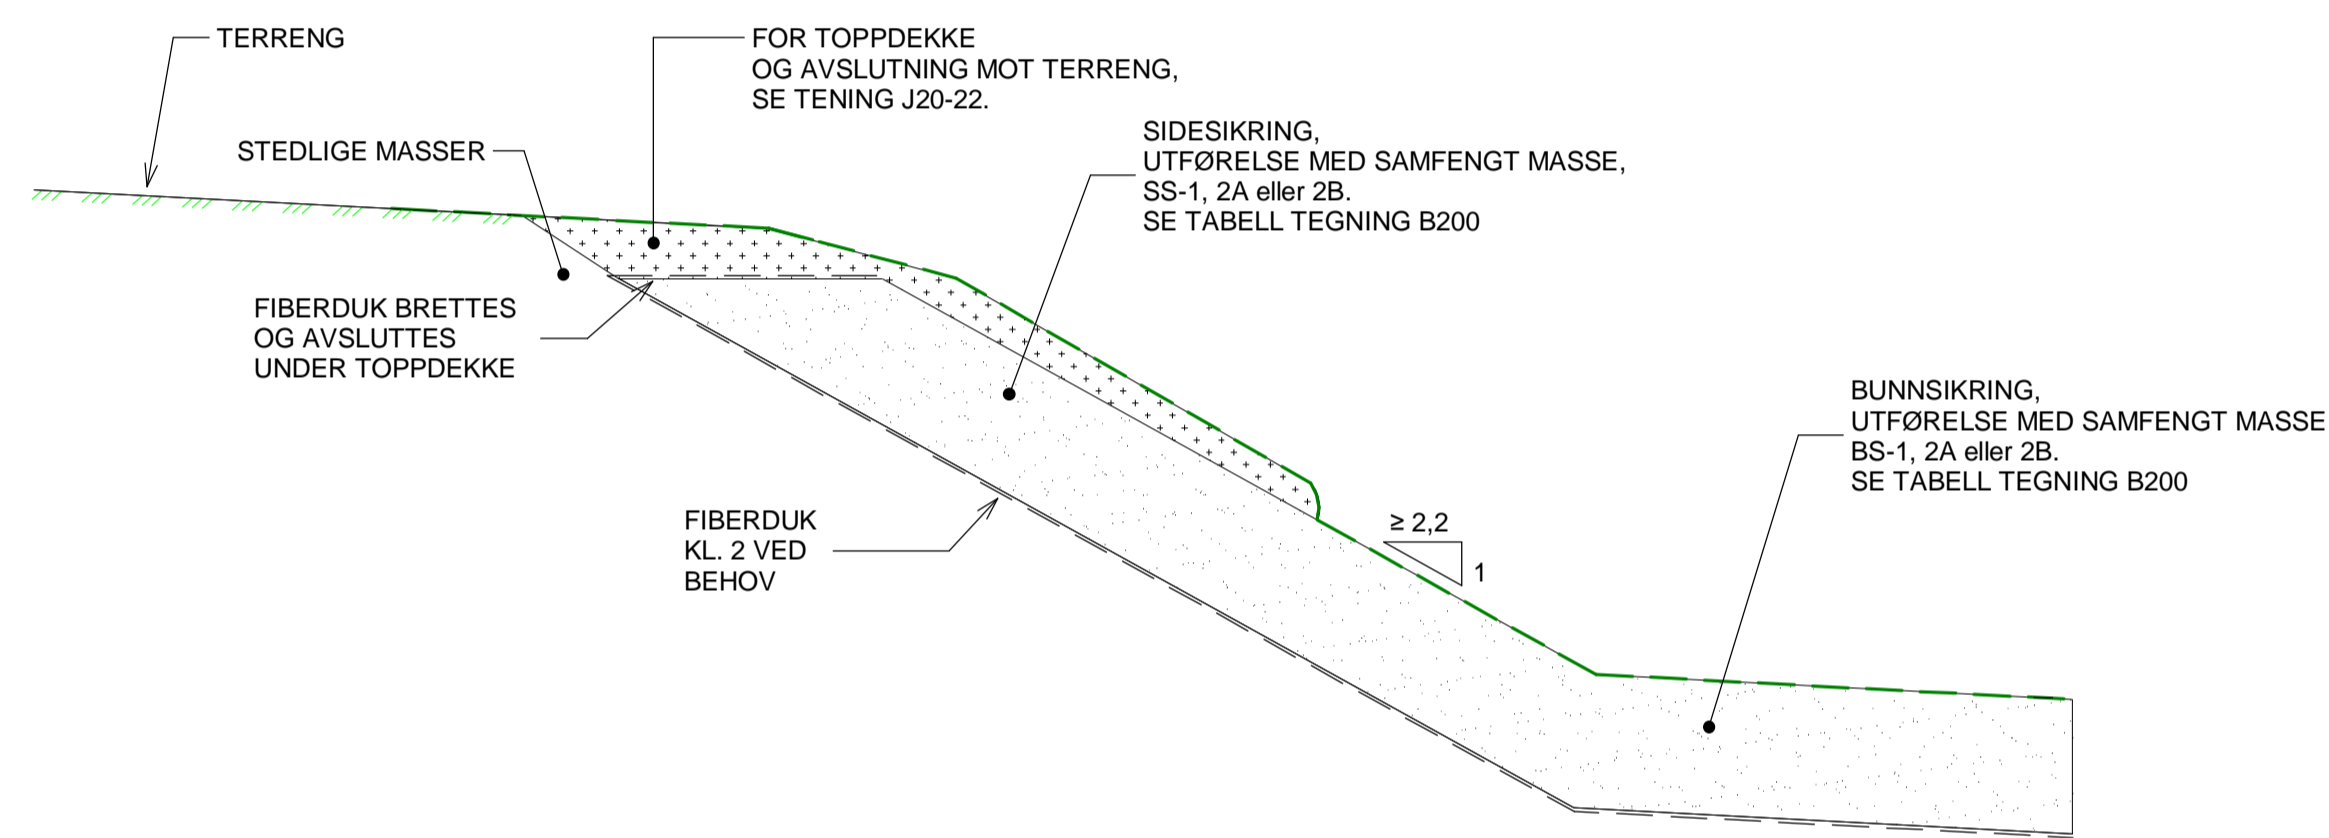 TERRENG
FOR TOPPDEKKE
OG AVSLUTNING MOT TERRENG,
SE TENING J20-22.
STEDLIGE MASSER
SIDESIKRING,
UTFØRELSE MED SAMFENGT MASSE,
SS-1, 2A eller 2B.
SE TABELL TEGNING B200
FIBERDUK BRETTES
OG AVSLUTTES
UNDER TOPPDEKKE
BUNNSIKRING,
UTFØRELSE MED SAMFENGT MASSE
BS-1, 2A eller 2B.
SE TABELL TEGNING B200
FIBERDUK
KL. 2 VED
BEHOV
≥ 2,2
1